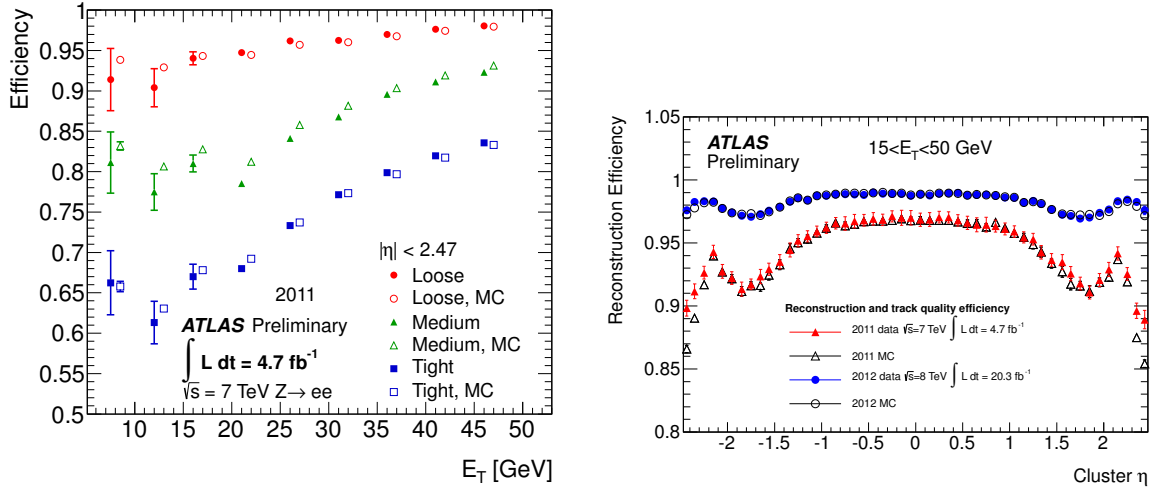 Efficiency
1
0.95
0.9
0.85
0.8
0.75
0.7
0.65
0.6
0.55
0.5
|η| < 2.47
Loose
Loose, MC
Medium
Medium, MC
Tight
Tight, MC
2011
ATLAS Preliminary
∫ L dt = 4.7 fb⁻¹
√s = 7 TeV Z→ ee
10 15 20 25 30 35 40 45 50
E_T [GeV]
Reconstruction Efficiency
1.05
1
0.95
0.9
0.85
0.8
ATLAS
Preliminary
15<E_T<50 GeV
Reconstruction and track quality efficiency
2011 data √s=7 TeV ∫ L dt = 4.7 fb⁻¹
2011 MC
2012 data √s=8 TeV ∫ L dt = 20.3 fb⁻¹
2012 MC
-2 -1.5 -1 -0.5 0 0.5 1 1.5 2
Cluster η